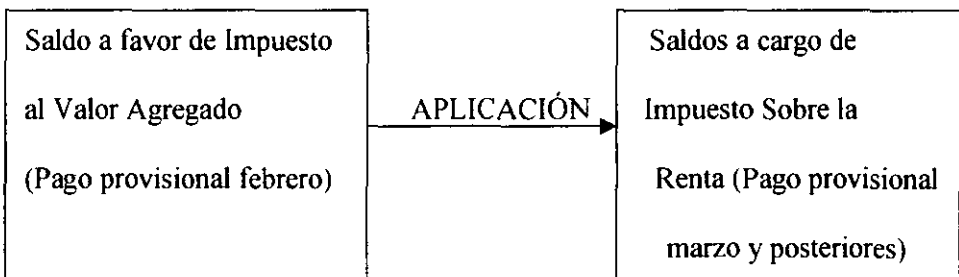 Saldo a favor de Impuesto
al Valor Agregado
(Pago provisional febrero)
APLICACIÓN
Saldos a cargo de
Impuesto Sobre la
Renta (Pago provisional
marzo y posteriores)